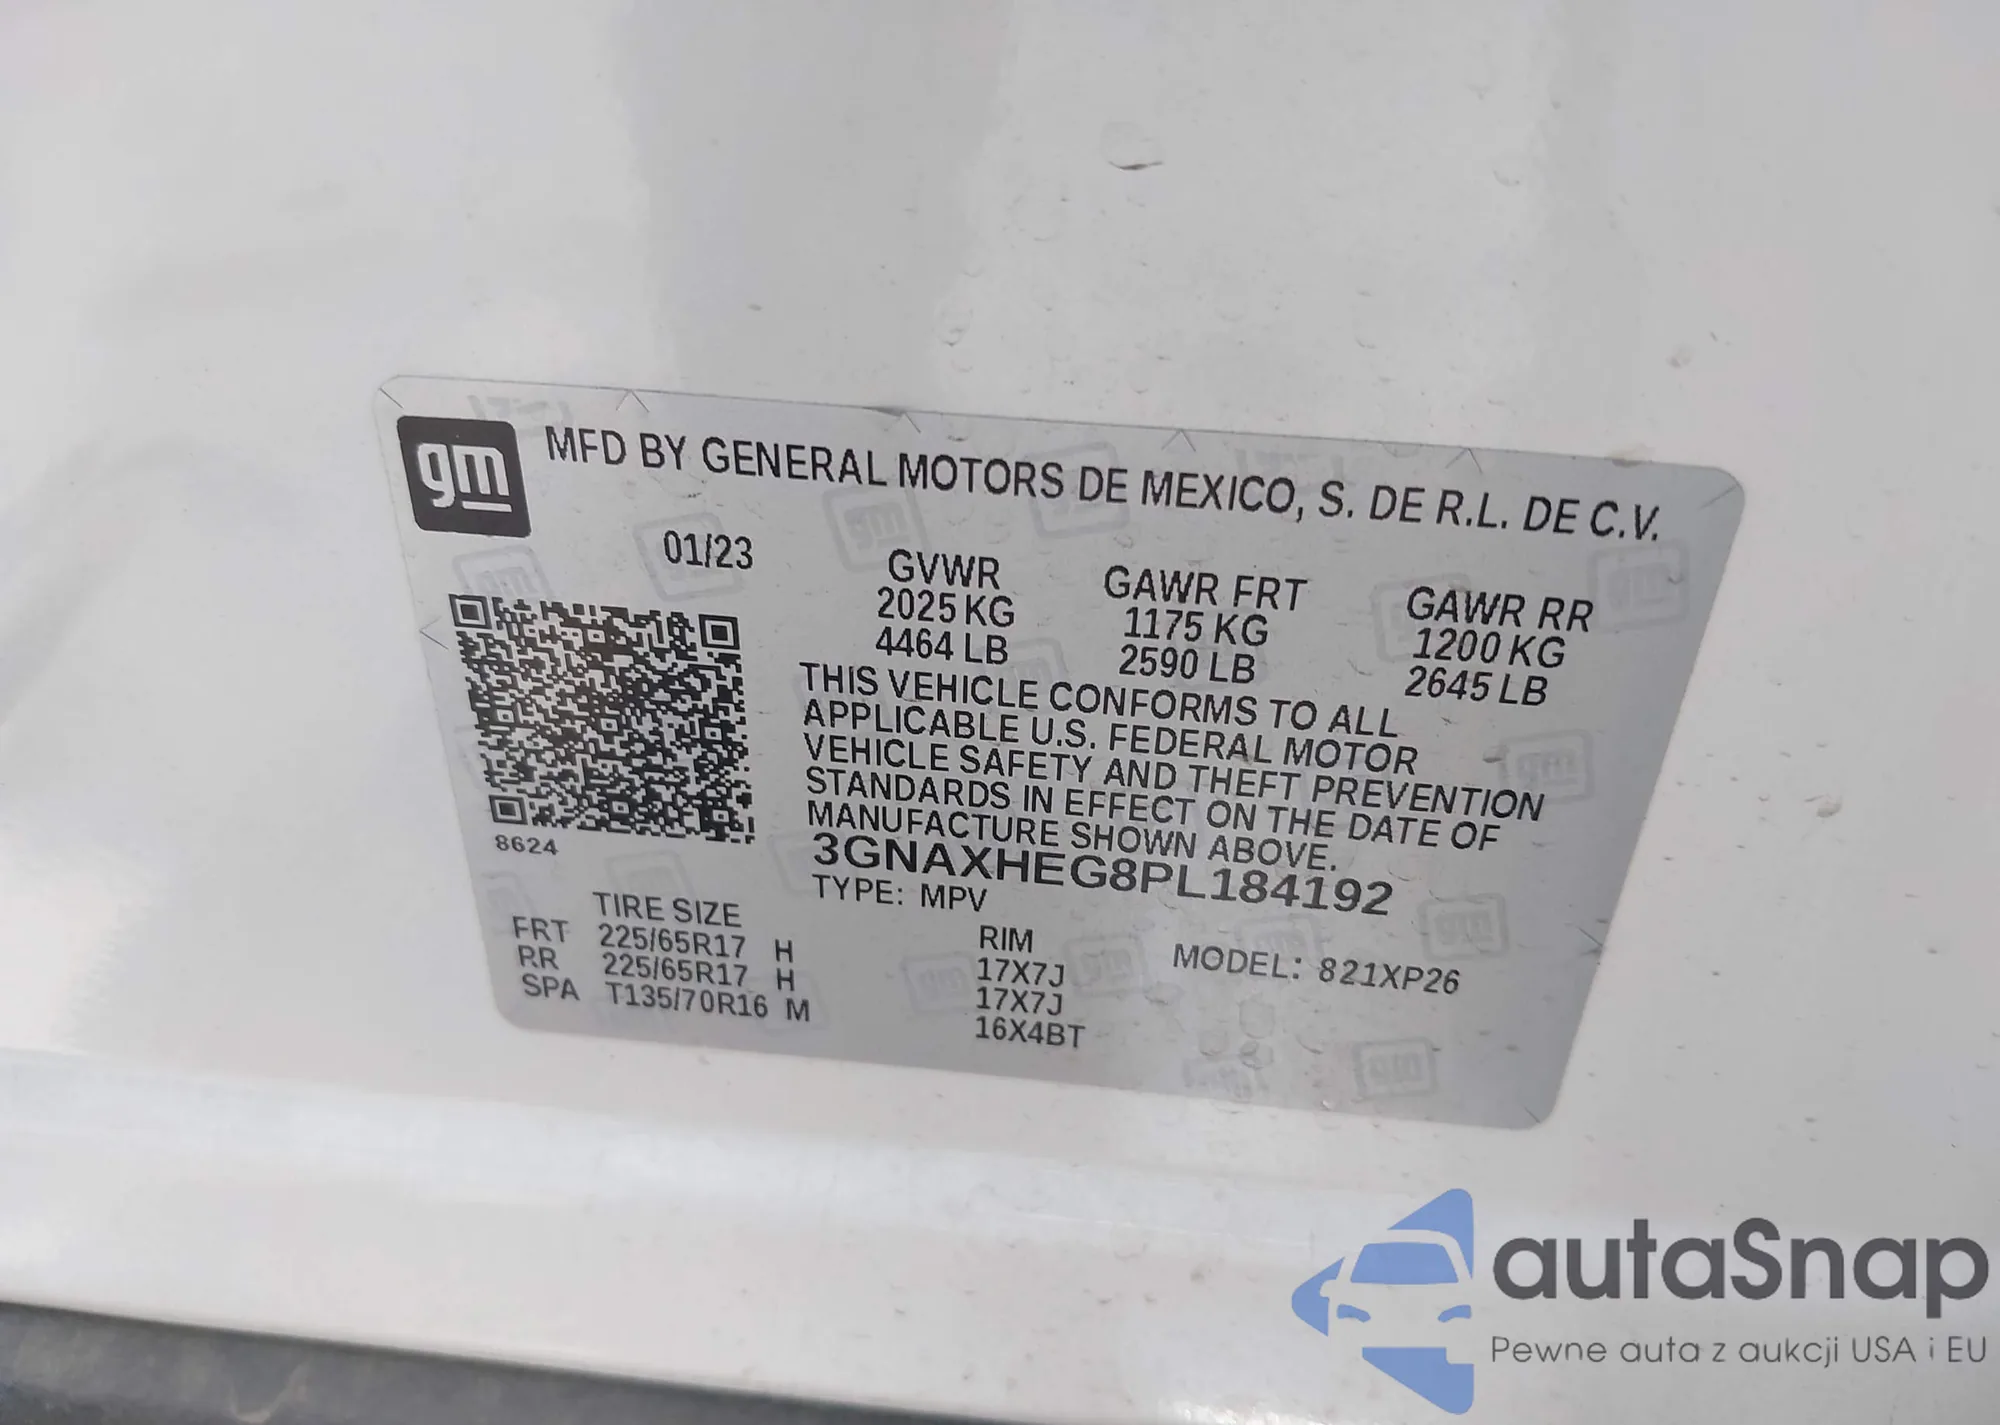 gm MFD BY GENERAL MOTORS DE MEXICO, S. DE R.L. DE C.V.
01/23
GVWR GAWR FRT GAWR RR
2025 KG 1175 KG 1200 KG
4464 LB 2590 LB 2645 LB
THIS VEHICLE CONFORMS TO ALL
APPLICABLE U.S. FEDERAL MOTOR
VEHICLE SAFETY AND THEFT PREVENTION
STANDARDS IN EFFECT ON THE DATE OF
MANUFACTURE SHOWN ABOVE.
8624
3GNAXHEG8PL184192
TYPE: MPV
TIRE SIZE RIM MODEL: 821XP26
FRT 225/65R17 H 17X7J
RR 225/65R17 H 17X7J
SPA T135/70R16 M 16X4BT
autaSnap
Pewne auta z aukcji USA i EU